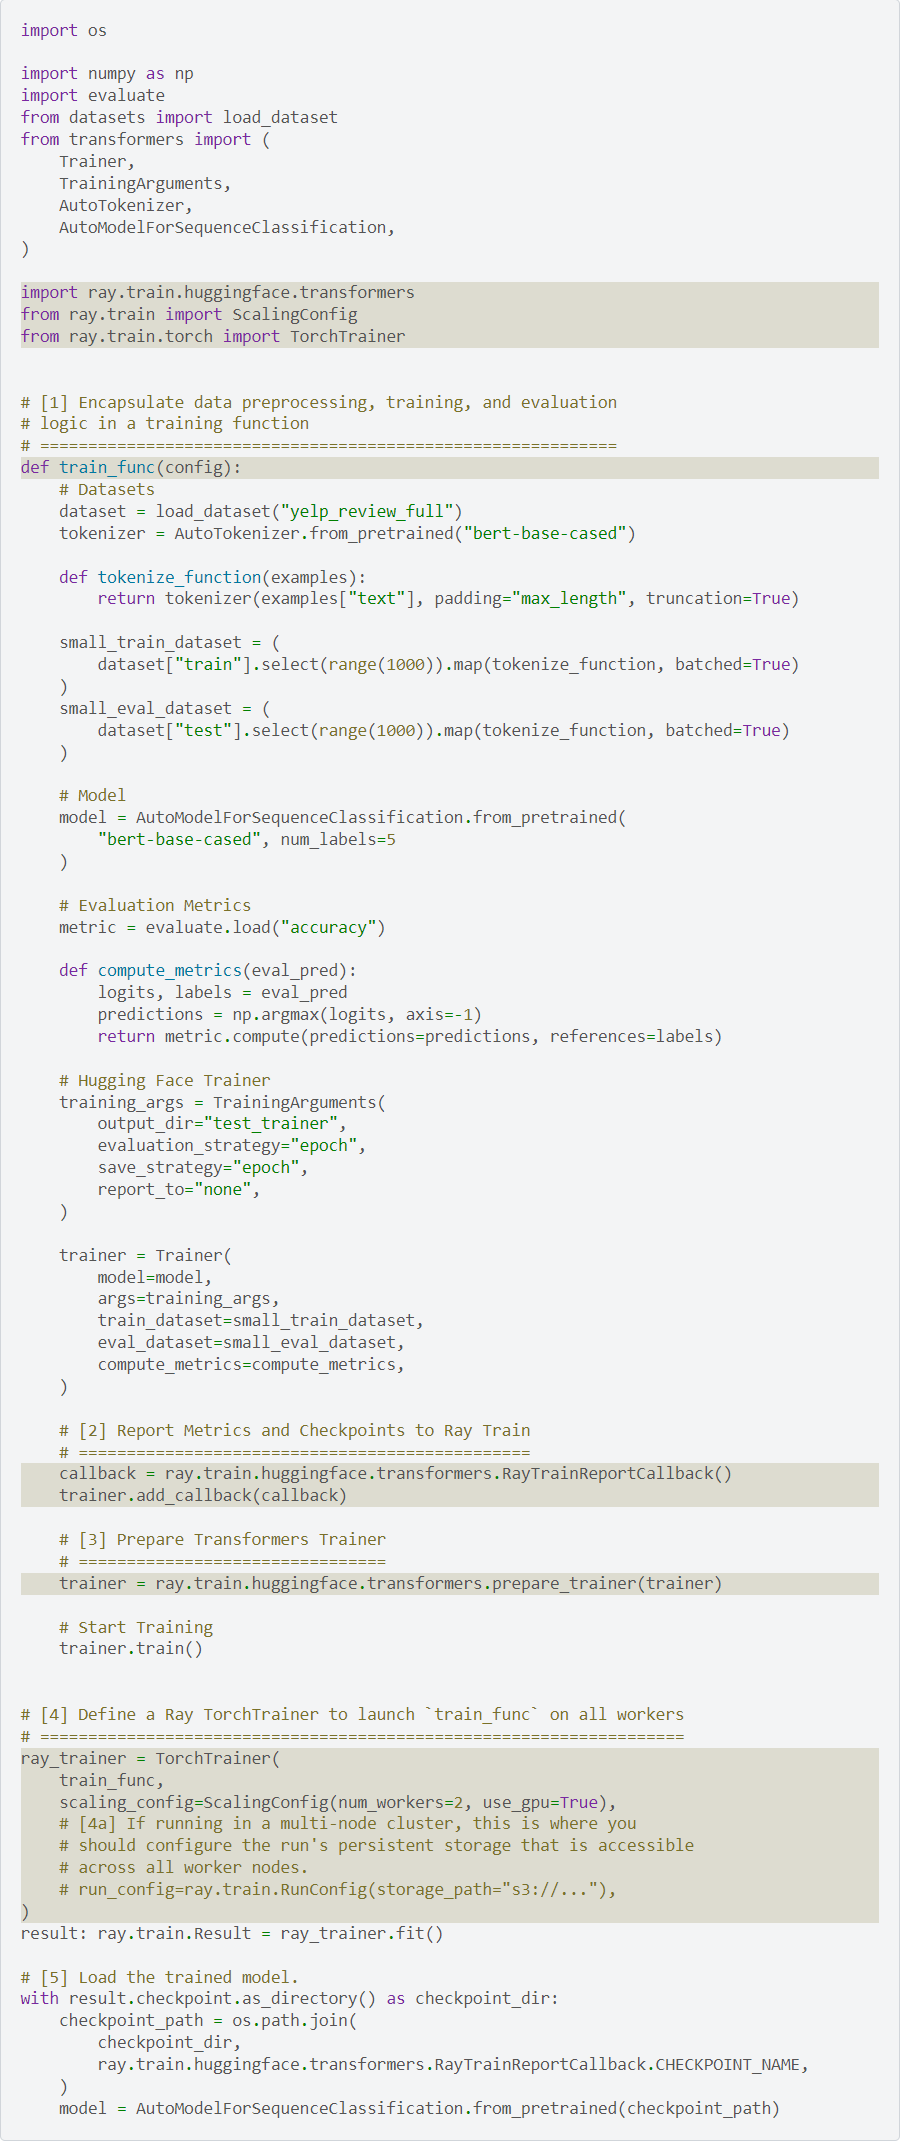 import os

import numpy as np
import evaluate
from datasets import load_dataset
from transformers import (
    Trainer,
    TrainingArguments,
    AutoTokenizer,
    AutoModelForSequenceClassification,
)

import ray.train.huggingface.transformers
from ray.train import ScalingConfig
from ray.train.torch import TorchTrainer


# [1] Encapsulate data preprocessing, training, and evaluation
# logic in a training function
# ============================================================
def train_func(config):
    # Datasets
    dataset = load_dataset("yelp_review_full")
    tokenizer = AutoTokenizer.from_pretrained("bert-base-cased")

    def tokenize_function(examples):
        return tokenizer(examples["text"], padding="max_length", truncation=True)

    small_train_dataset = (
        dataset["train"].select(range(1000)).map(tokenize_function, batched=True)
    )
    small_eval_dataset = (
        dataset["test"].select(range(1000)).map(tokenize_function, batched=True)
    )

    # Model
    model = AutoModelForSequenceClassification.from_pretrained(
        "bert-base-cased", num_labels=5
    )

    # Evaluation Metrics
    metric = evaluate.load("accuracy")

    def compute_metrics(eval_pred):
        logits, labels = eval_pred
        predictions = np.argmax(logits, axis=-1)
        return metric.compute(predictions=predictions, references=labels)

    # Hugging Face Trainer
    training_args = TrainingArguments(
        output_dir="test_trainer",
        evaluation_strategy="epoch",
        save_strategy="epoch",
        report_to="none",
    )

    trainer = Trainer(
        model=model,
        args=training_args,
        train_dataset=small_train_dataset,
        eval_dataset=small_eval_dataset,
        compute_metrics=compute_metrics,
    )

    # [2] Report Metrics and Checkpoints to Ray Train
    # ===============================================
    callback = ray.train.huggingface.transformers.RayTrainReportCallback()
    trainer.add_callback(callback)

    # [3] Prepare Transformers Trainer
    # ================================
    trainer = ray.train.huggingface.transformers.prepare_trainer(trainer)

    # Start Training
    trainer.train()


# [4] Define a Ray TorchTrainer to launch `train_func` on all workers
# ===================================================================
ray_trainer = TorchTrainer(
    train_func,
    scaling_config=ScalingConfig(num_workers=2, use_gpu=True),
    # [4a] If running in a multi-node cluster, this is where you
    # should configure the run's persistent storage that is accessible
    # across all worker nodes.
    # run_config=ray.train.RunConfig(storage_path="s3://..."),
)
result: ray.train.Result = ray_trainer.fit()

# [5] Load the trained model.
with result.checkpoint.as_directory() as checkpoint_dir:
    checkpoint_path = os.path.join(
        checkpoint_dir,
        ray.train.huggingface.transformers.RayTrainReportCallback.CHECKPOINT_NAME,
    )
    model = AutoModelForSequenceClassification.from_pretrained(checkpoint_path)